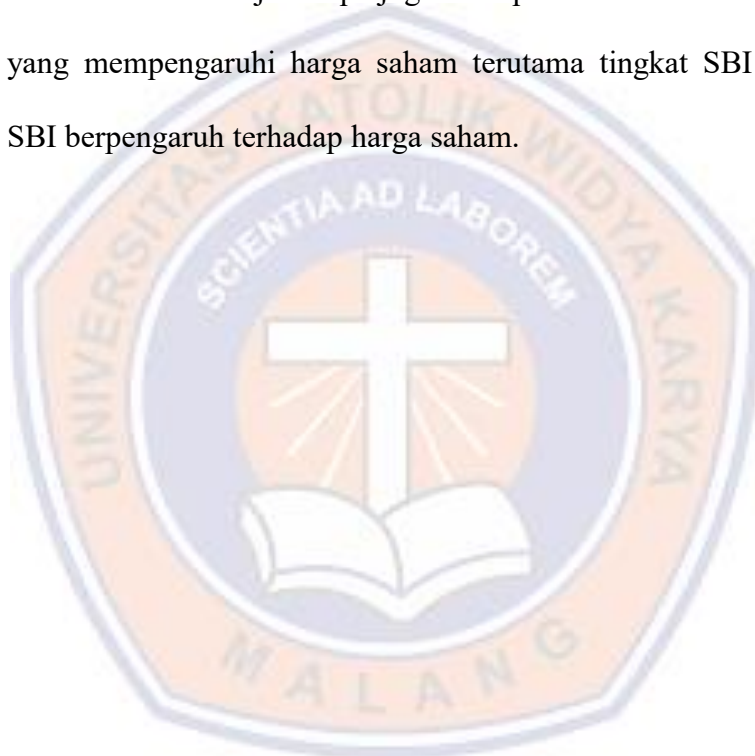 yang mempengaruhi harga saham terutama tingkat SBI
SBI berpengaruh terhadap harga saham.
UNIVERSITAS KATOLIK WIDYA KARYA
SCIENTIA AD LABOREM
MALANG